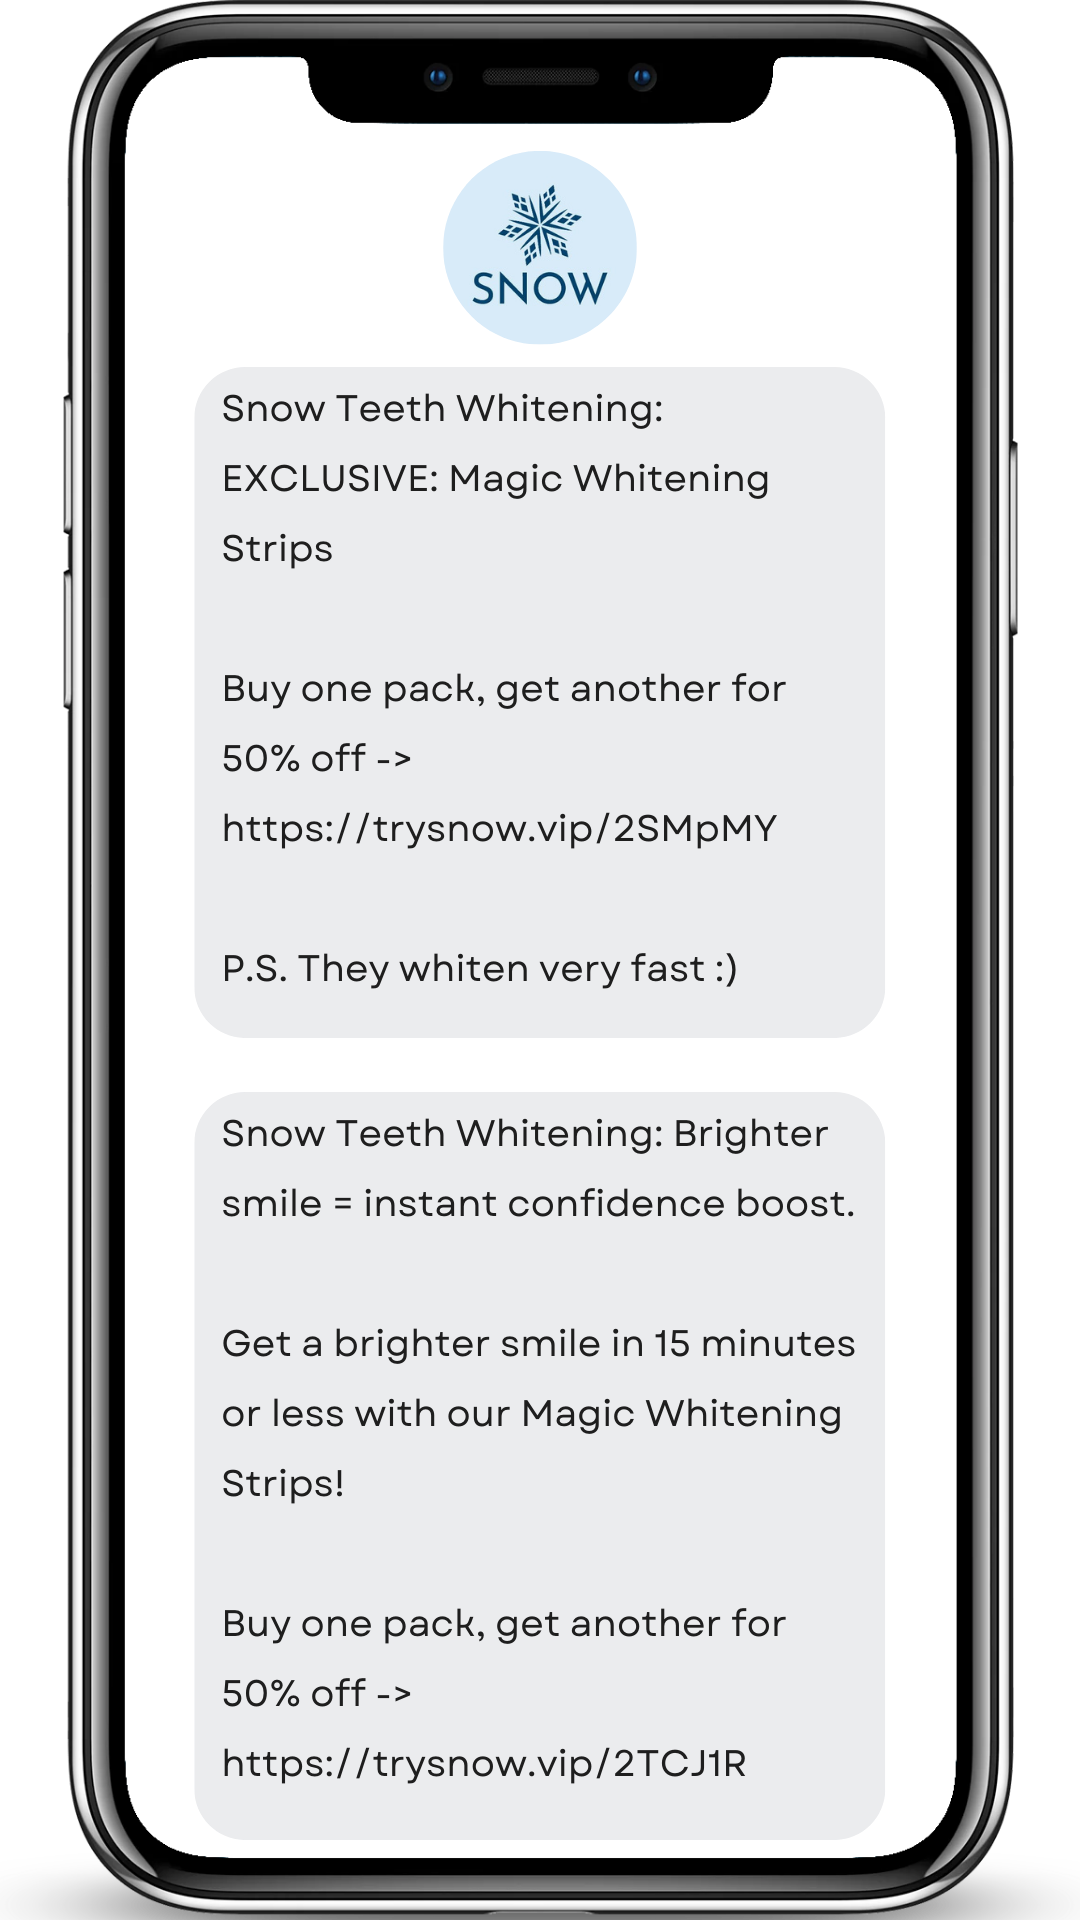 SNOW
Snow Teeth Whitening:
EXCLUSIVE: Magic Whitening
Strips
Buy one pack, get another for
50% off ->
https://trysnow.vip/2SMpMY
P.S. They whiten very fast :)
Snow Teeth Whitening: Brighter
smile = instant confidence boost.
Get a brighter smile in 15 minutes
or less with our Magic Whitening
Strips!
Buy one pack, get another for
50% off ->
https://trysnow.vip/2TCJ1R